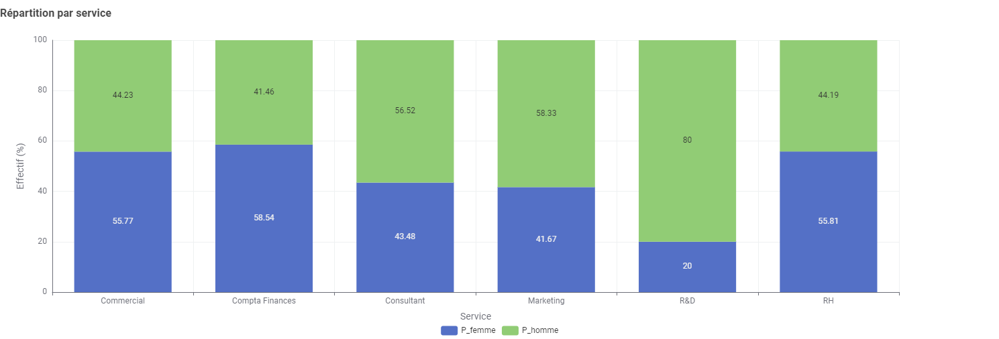 Répartition par service
100
80
60
40
20
0
Effectif (%)
44.23
41.46
56.52
58.33
80
44.19
55.77
58.54
43.48
41.67
20
55.81
Commercial
Compta Finances
Consultant
Marketing
R&D
RH
Service
P_femme
P_homme